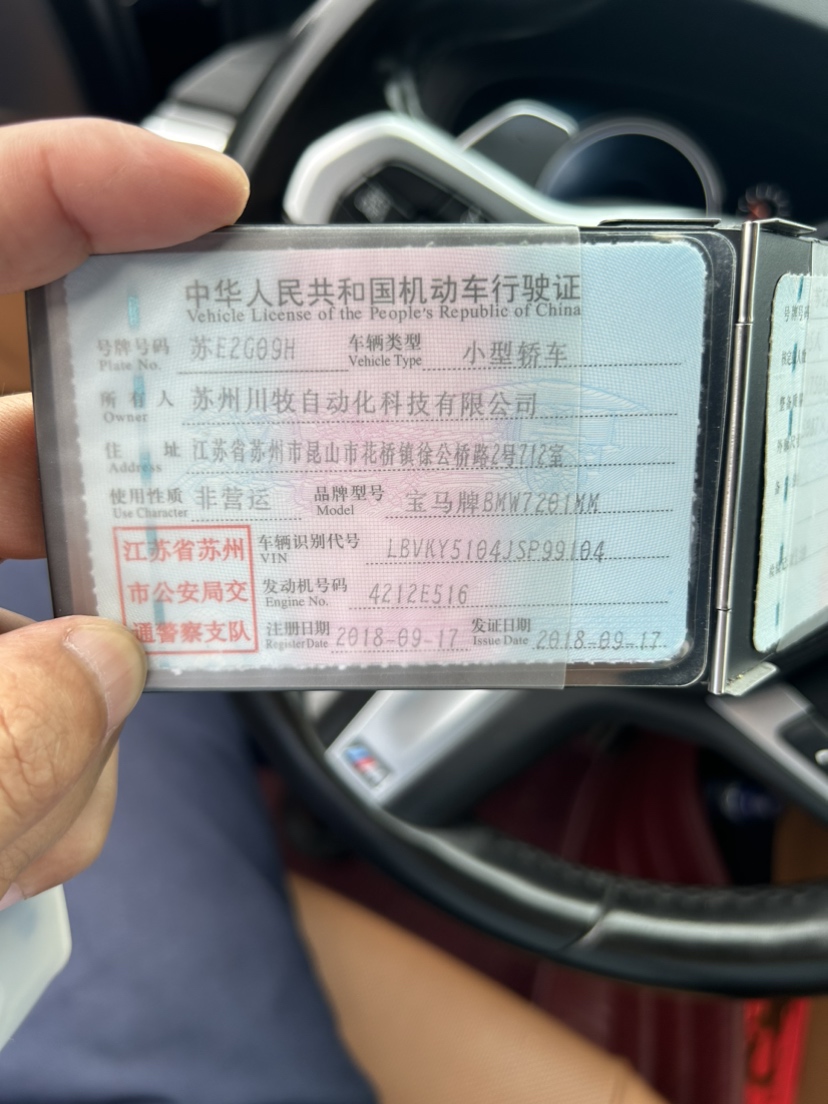 中华人民共和国机动车行驶证
Vehicle License of the People's Republic of China
号牌号码 苏E2G09H 车辆类型 小型轿车
Plate No. Vehicle Type
所有人 苏州川牧自动化科技有限公司
Owner
住址 江苏省苏州市昆山市花桥镇徐公桥路2号712室
Address
使用性质 非营运 品牌型号 宝马牌BMW7201MM
Use Character Model
江苏省苏州
市公安局交
通警察支队
车辆识别代号 LBVKY5104JSP99104
VIN
发动机号码 4212E516
Engine No.
注册日期 2018-09-17 发证日期 2018-09-17
Register Date Issue Date
号牌号码